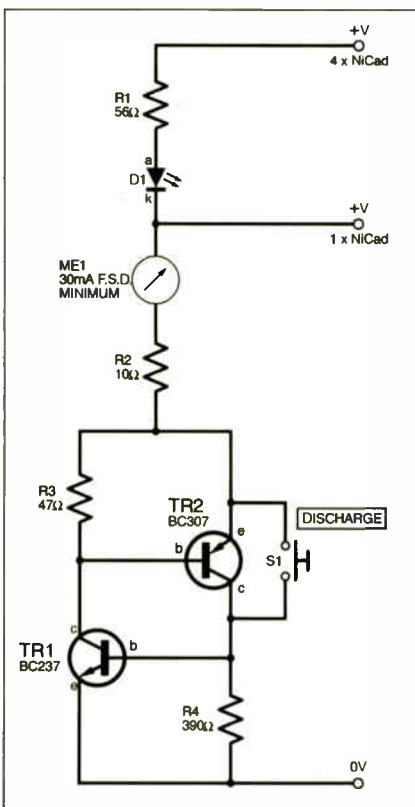 +V
4 x NiCad
R1
56Ω
a
D1
k
+V
1 x NiCad
ME1
30mA F.S.D.
MINIMUM
R2
10Ω
R3
47Ω
TR2
BC307
e
DISCHARGE
b
S1
c
c
TR1
BC237
b
e
R4
390Ω
0V